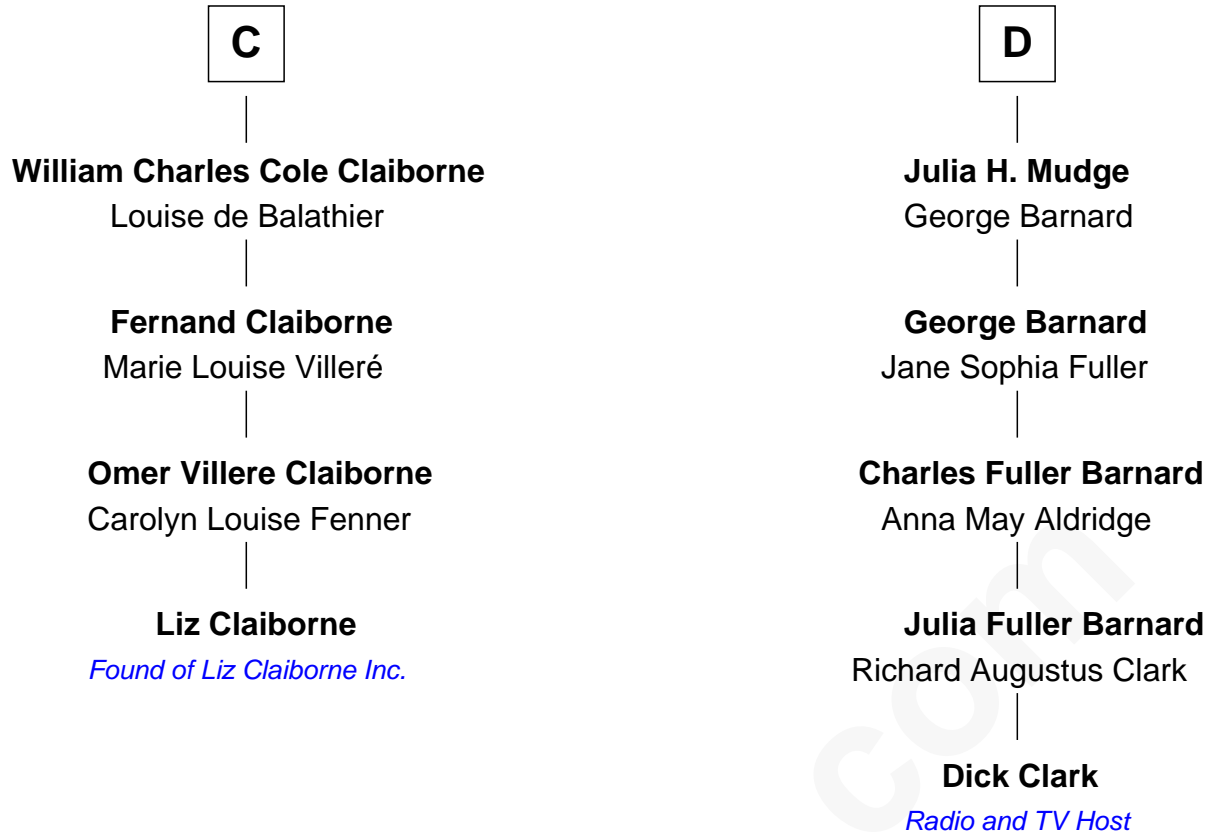 C
William Charles Cole Claiborne
Louise de Balathier
Fernand Claiborne
Marie Louise Villeré
Omer Villere Claiborne
Carolyn Louise Fenner
Liz Claiborne
Found of Liz Claiborne Inc.
D
Julia H. Mudge
George Barnard
George Barnard
Jane Sophia Fuller
Charles Fuller Barnard
Anna May Aldridge
Julia Fuller Barnard
Richard Augustus Clark
Dick Clark
Radio and TV Host
com